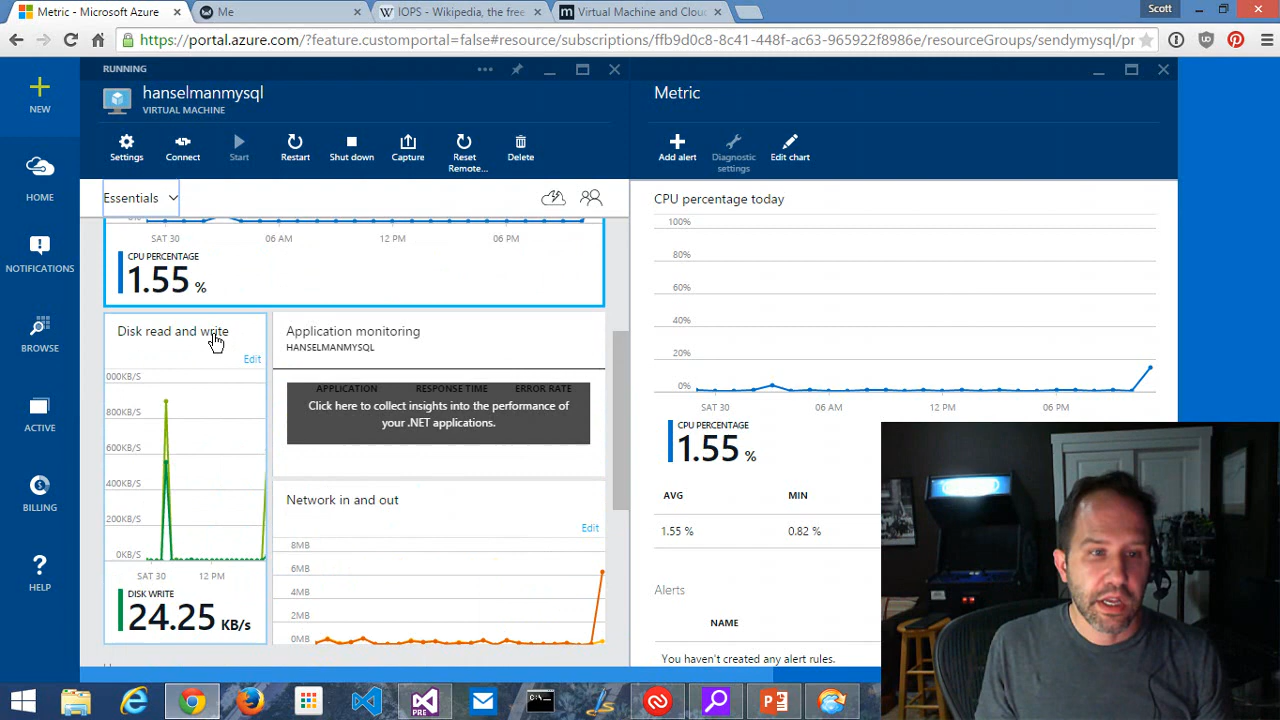 Metric - Microsoft Azure
Me
IOPS - Wikipedia, the free
Virtual Machine and Clou
Scott
https://portal.azure.com/?feature.customportal=false#resource/subscriptions/ffb9d0c8-8c41-448f-ac63-965922f8986e/resourceGroups/sendymysql/pr
NEW
HOME
NOTIFICATIONS
BROWSE
ACTIVE
BILLING
HELP
RUNNING
hanselmanmysql
VIRTUAL MACHINE
Settings
Connect
Start
Restart
Shut down
Capture
Reset
Remote...
Delete
Essentials
SAT 30
06 AM
12 PM
06 PM
CPU PERCENTAGE
1.55 %
Disk read and write
Edit
000KB/S
800KB/S
600KB/S
400KB/S
200KB/S
0KB/S
SAT 30
12 PM
DISK WRITE
24.25 KB/s
Application monitoring
HANSELMANMYSQL
APPLICATION
RESPONSE TIME
ERROR RATE
Click here to collect insights into the performance of
your .NET applications.
Network in and out
Edit
8MB
6MB
4MB
2MB
0MB
Metric
Add alert
Diagnostic
settings
Edit chart
CPU percentage today
100%
80%
60%
40%
20%
0%
SAT 30
06 AM
12 PM
06 PM
CPU PERCENTAGE
1.55 %
AVG
MIN
1.55 %
0.82 %
Alerts
NAME
You haven't created any alert rules.